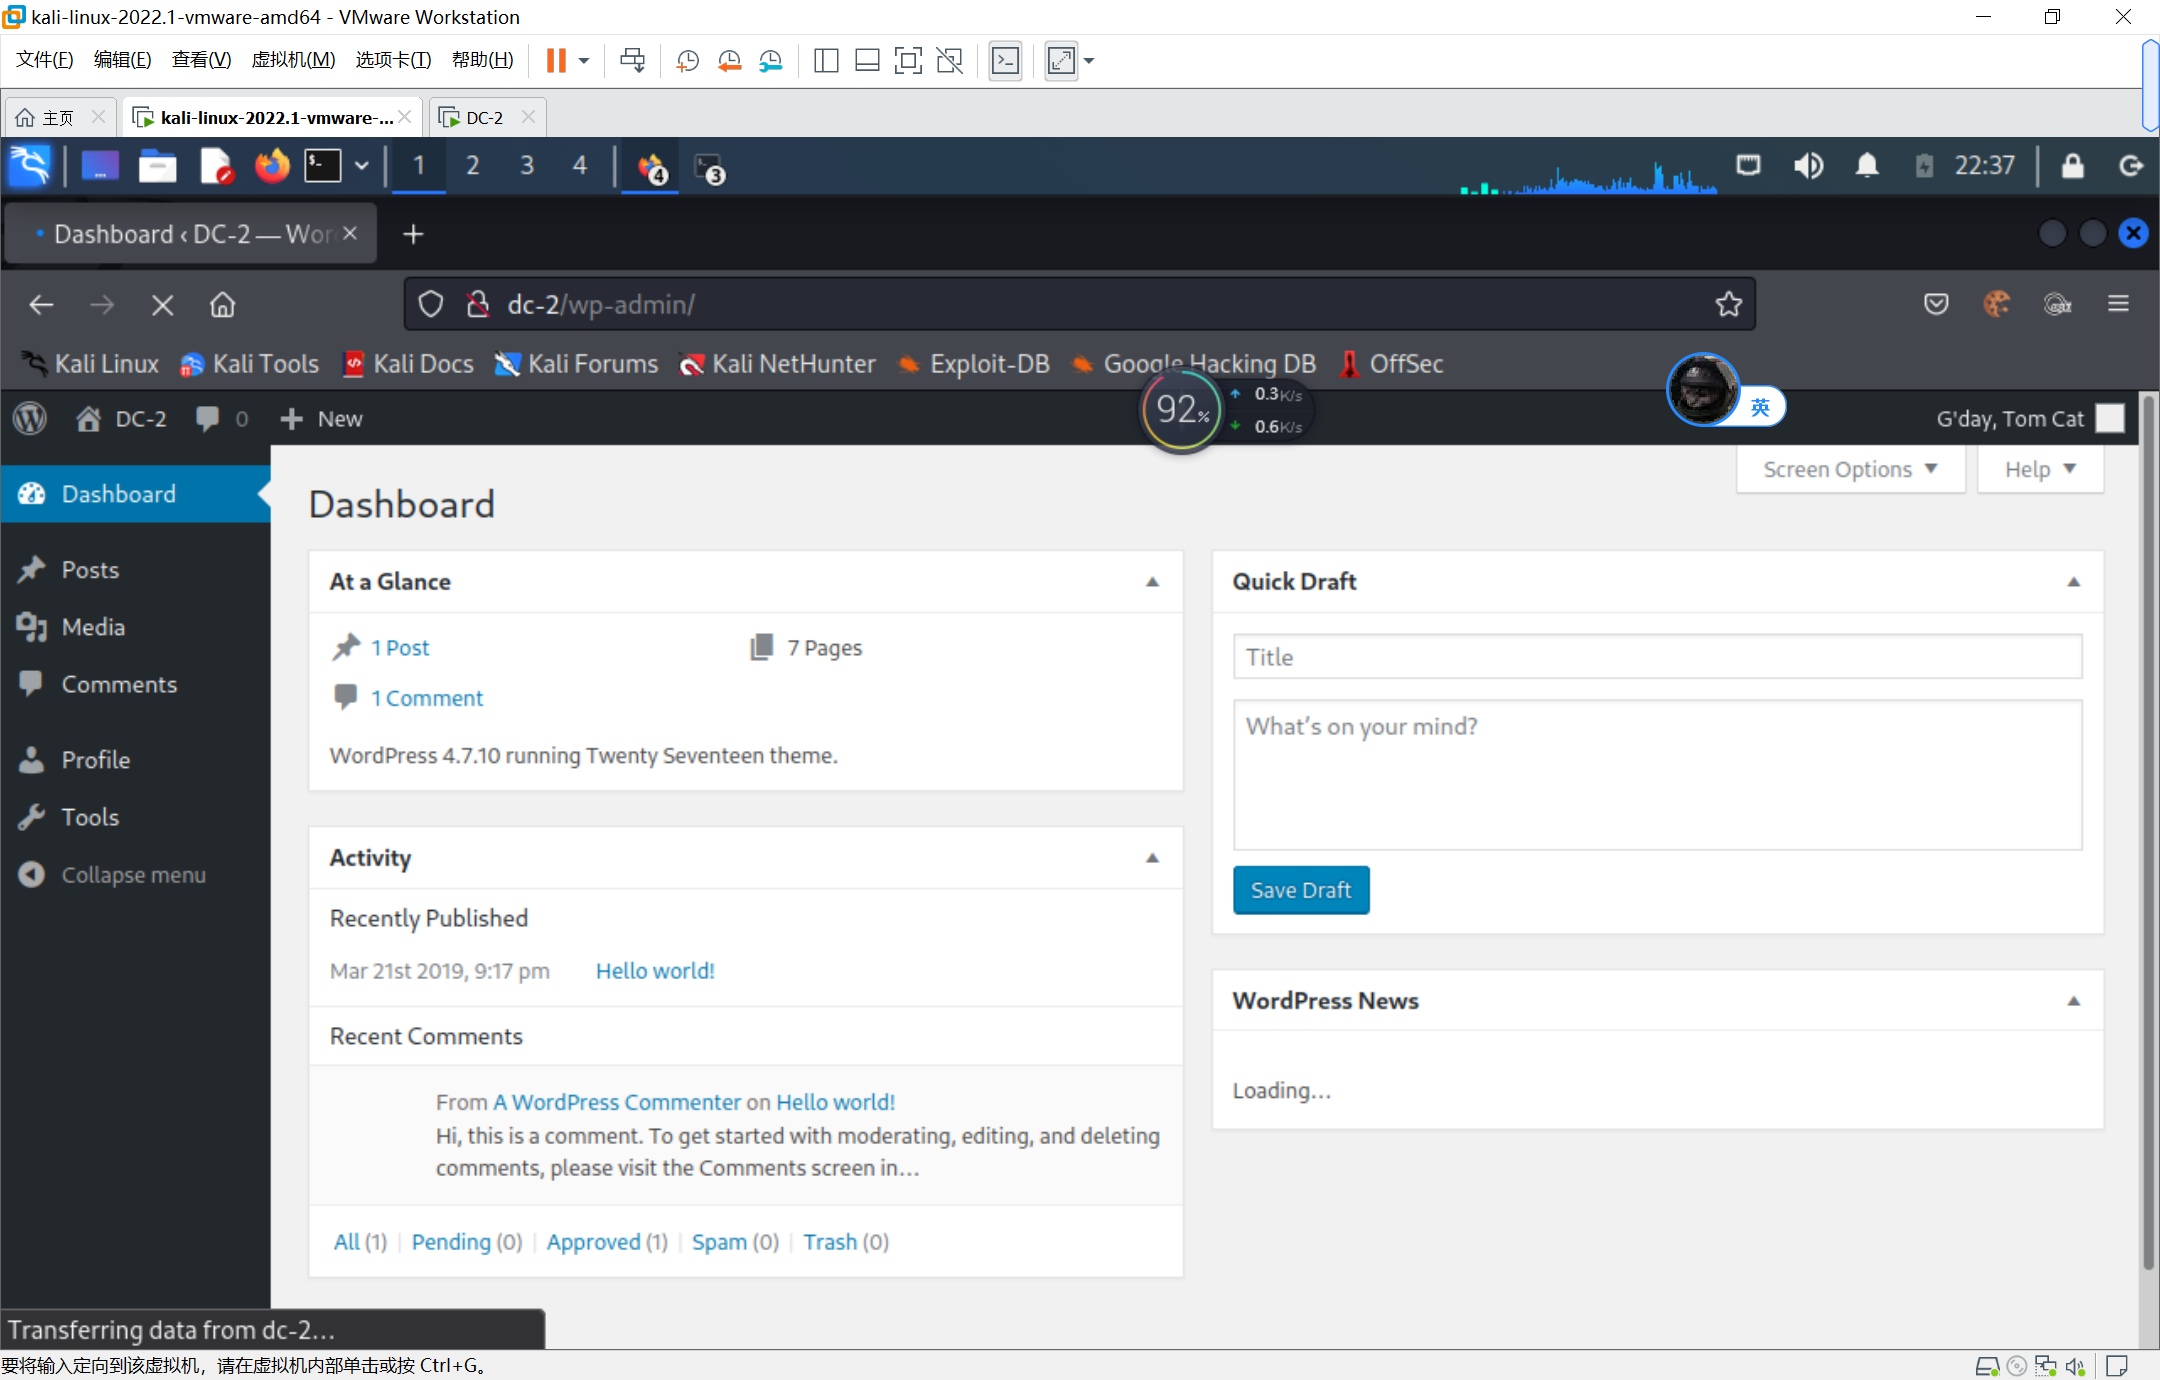 kali-linux-2022.1-vmware-amd64 - VMware Workstation
文件(F) 编辑(E) 查看(V) 虚拟机(M) 选项卡(T) 帮助(H)
主页 kali-linux-2022.1-vmware-... DC-2
1 2 3 4 4 3 22:37
Dashboard ‹ DC-2 — Wor
dc-2/wp-admin/
Kali Linux Kali Tools Kali Docs Kali Forums Kali NetHunter Exploit-DB Google Hacking DB OffSec
92% 0.3K/s
0.6K/s
英
DC-2 0 New G'day, Tom Cat
Screen Options Help
Dashboard
Posts
Media
Comments
Profile
Tools
Collapse menu
Dashboard
At a Glance
1 Post 7 Pages
1 Comment
WordPress 4.7.10 running Twenty Seventeen theme.
Activity
Recently Published
Mar 21st 2019, 9:17 pm Hello world!
Recent Comments
From A WordPress Commenter on Hello world!
Hi, this is a comment. To get started with moderating, editing, and deleting
comments, please visit the Comments screen in…
All (1) | Pending (0) | Approved (1) | Spam (0) | Trash (0)
Quick Draft
Title
What's on your mind?
Save Draft
WordPress News
Loading…
Transferring data from dc-2…
要将输入定向到该虚拟机，请在虚拟机内部单击或按 Ctrl+G。